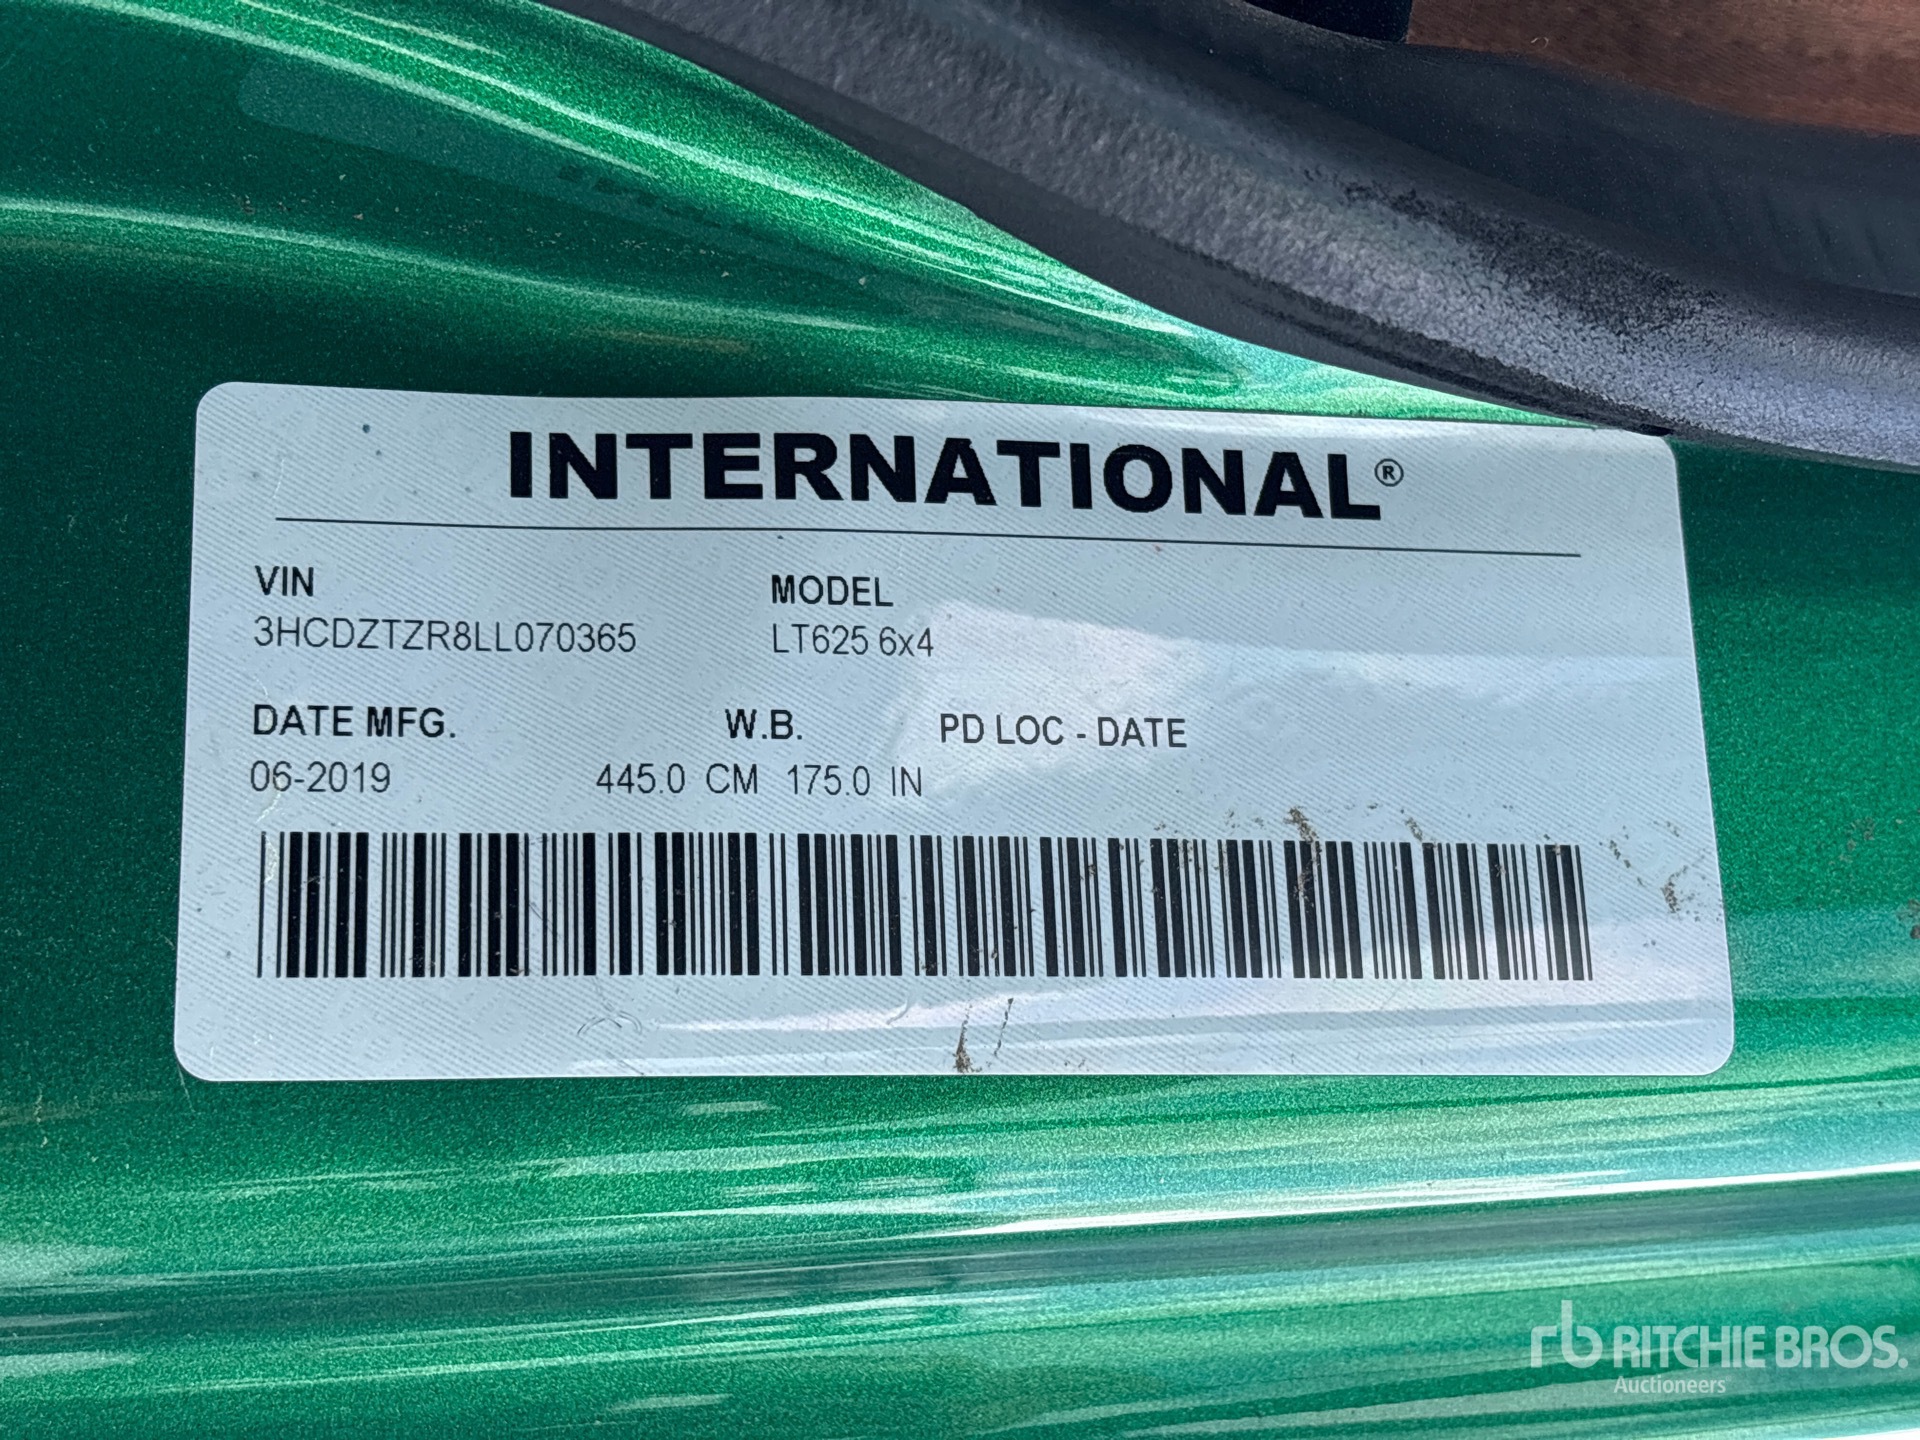 INTERNATIONAL®
VIN MODEL
3HCDZTZR8LL070365 LT625 6x4
DATE MFG. W.B. PD LOC - DATE
06-2019 445.0 CM 175.0 IN
rb RITCHIE BROS.
Auctioneers